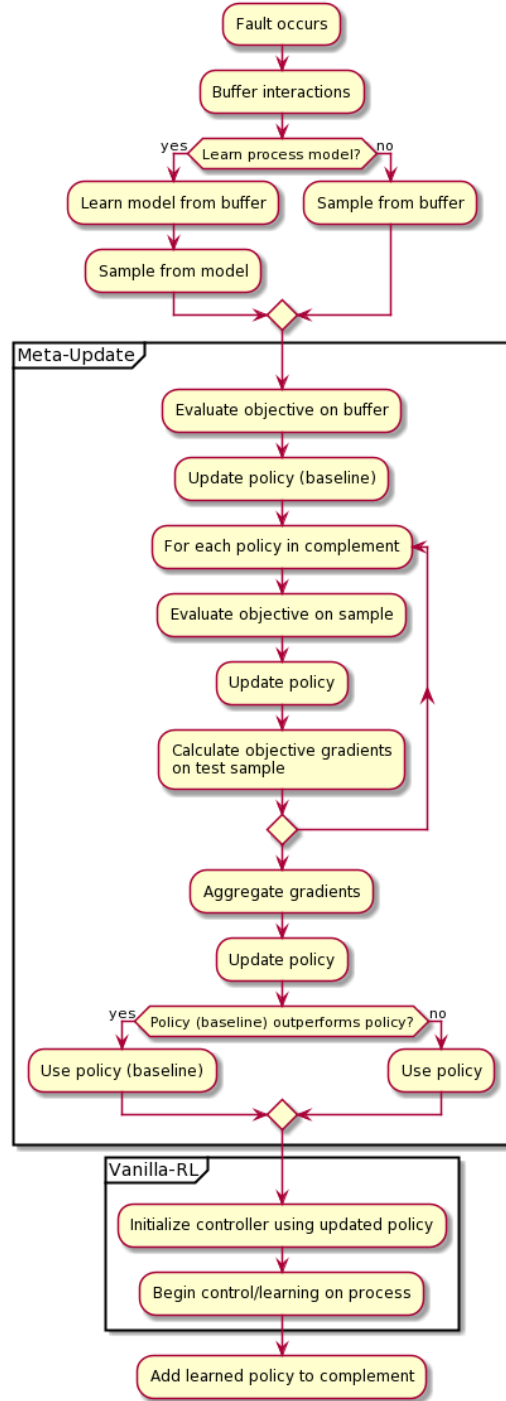 Fault occurs
Buffer interactions
yes
Learn process model?
no
Learn model from buffer
Sample from buffer
Sample from model
Meta-Update
Evaluate objective on buffer
Update policy (baseline)
For each policy in complement
Evaluate objective on sample
Update policy
Calculate objective gradients
on test sample
Aggregate gradients
Update policy
yes
Policy (baseline) outperforms policy?
no
Use policy (baseline)
Use policy
Vanilla-RL
Initialize controller using updated policy
Begin control/learning on process
Add learned policy to complement